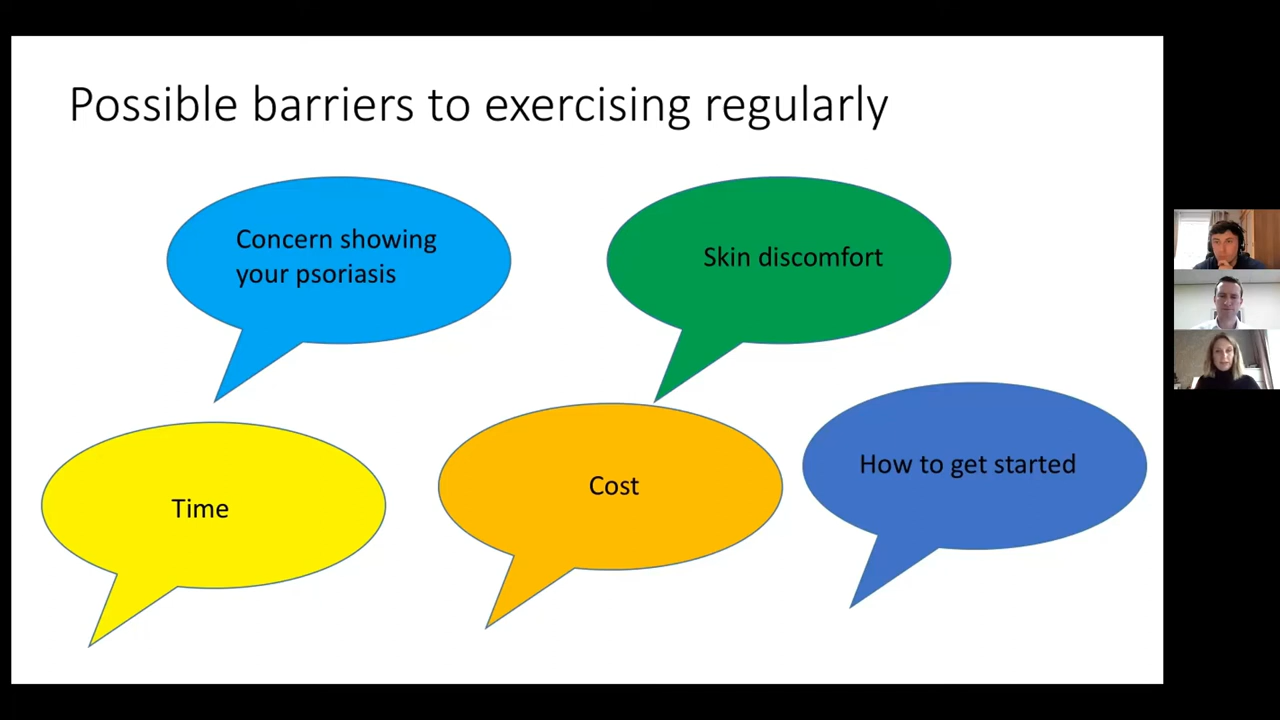 Possible barriers to exercising regularly
Concern showing
your psoriasis
Skin discomfort
Time
Cost
How to get started